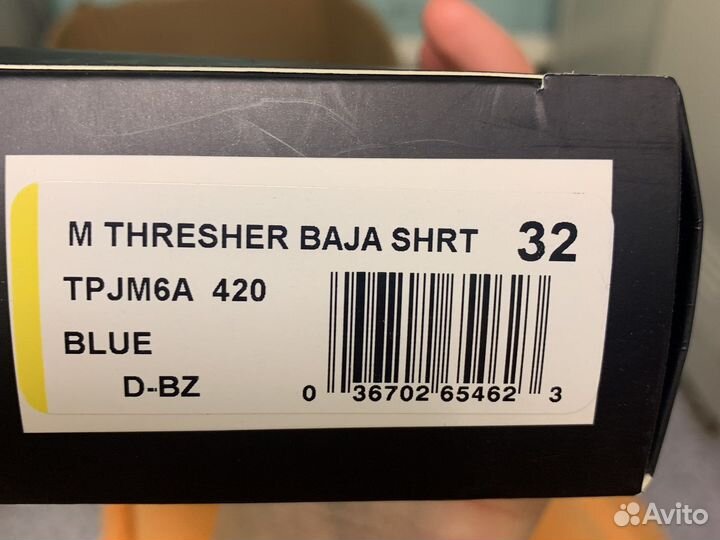 M THRESHER BAJA SHRT 32
TPJM6A 420
BLUE
D-BZ
0 36702 65462 3
Avito